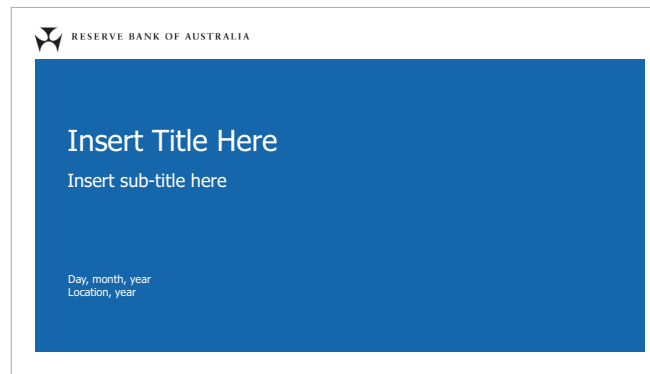 RESERVE BANK OF AUSTRALIA
Insert Title Here
Insert sub-title here
Day, month, year
Location, year